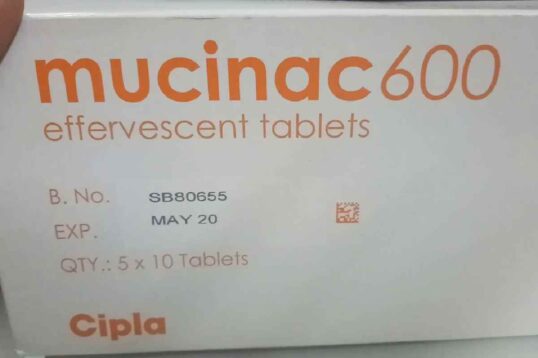 mucinac600
effervescent tablets
B. No. SB80655
EXP. MAY 20
QTY.: 5 x 10 Tablets
Cipla